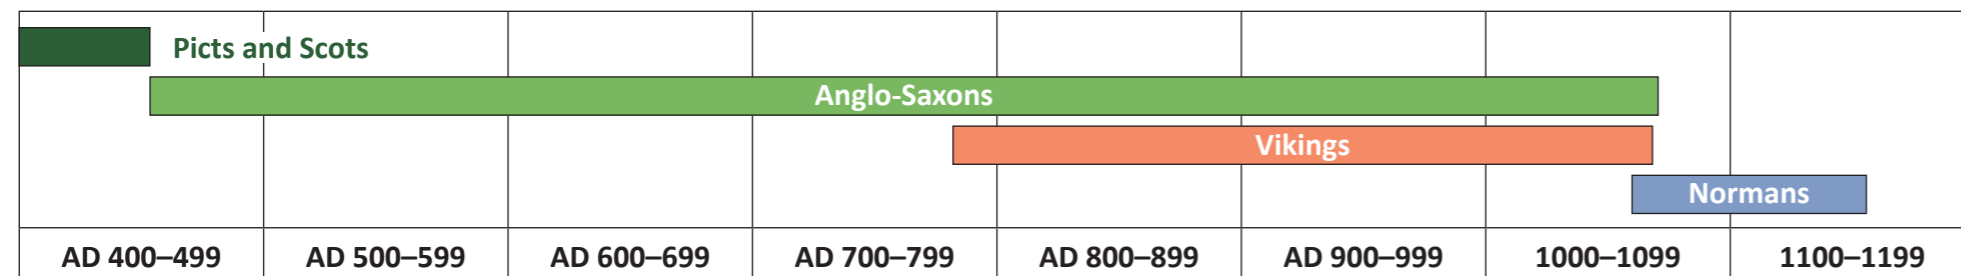 Picts and Scots
Anglo-Saxons
Vikings
Normans
AD 400–499 AD 500–599 AD 600–699 AD 700–799 AD 800–899 AD 900–999 1000–1099 1100–1199